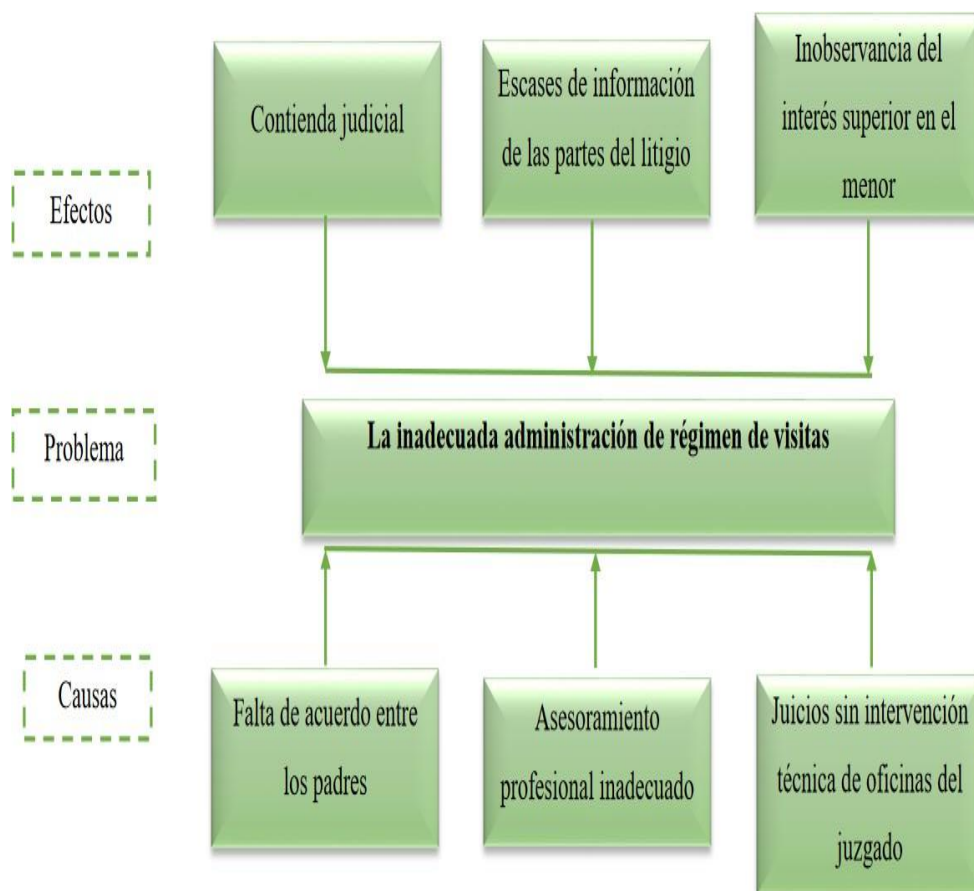 Contienda judicial
Escases de información
de las partes del litigio
Inobservancia del
interés superior en el
menor
Efectos
Problema
La inadecuada administración de régimen de visitas
Causas
Falta de acuerdo entre
los padres
Asesoramiento
profesional inadecuado
Juicios sin intervención
técnica de oficinas del
juzgado